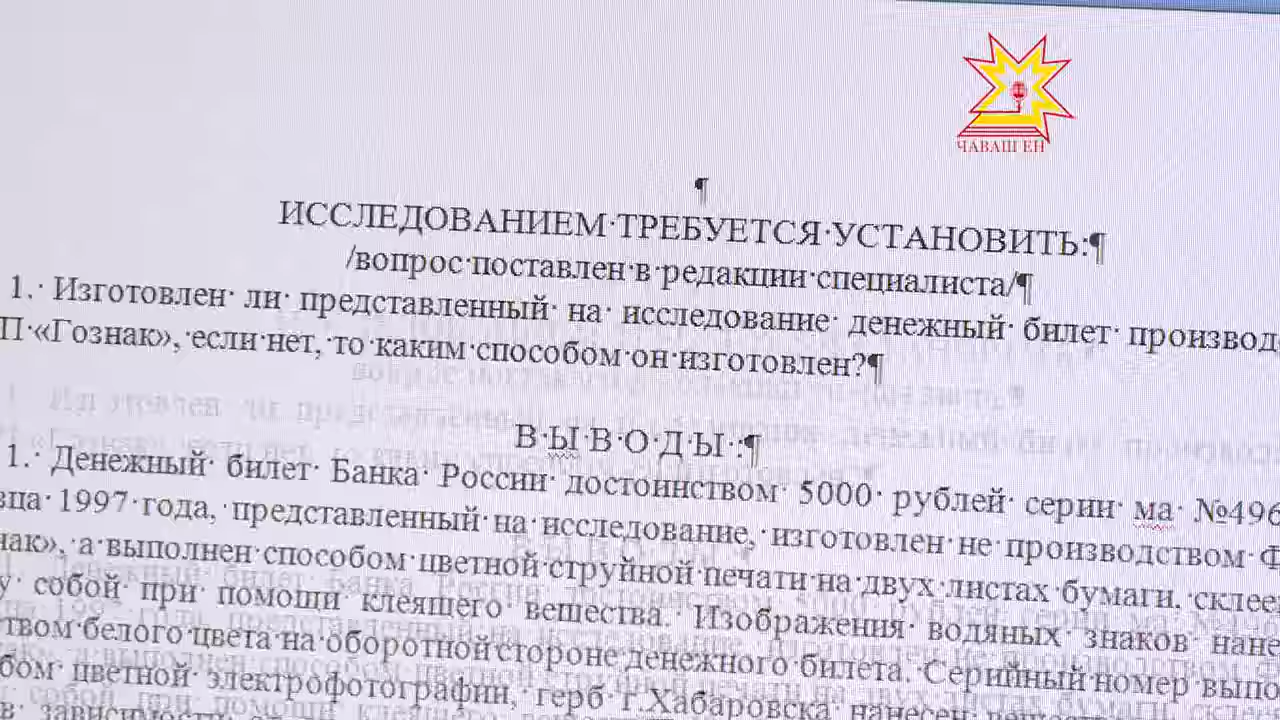 ЧӐВАШ ЕН
¶
ИССЛЕДОВАНИЕМ·ТРЕБУЕТСЯ·УСТАНОВИТЬ:¶
/вопрос·поставлен·в·редакции·специалиста/¶
1.· Изготовлен· ли· представленный· на· исследование· денежный· билет· производ
П·«Гознак»,·если·нет,·то·каким·способом·он·изготовлен?¶
В·Ы·В·О·Д·Ы·:¶
1.· Денежный· билет· Банка· России· достоинством· 5000· рублей· серии· ма· №496
вца·1997·года,·представленный·на·исследование,·изготовлен·не·производством·Ф
нак»,·а·выполнен·способом·цветной·струйной·печати·на·двух·листах·бумаги,·склее
у· собой· при· помощи· клеящего· вещества.· Изображения· водяных· знаков· нане
твом·белого·цвета·на·оборотной·стороне·денежного·билета.·Серийный·номер·выпо
бом· цветной· электрофотографии,· герб· г.Хабаровска· нанесен·
в· зависимости·